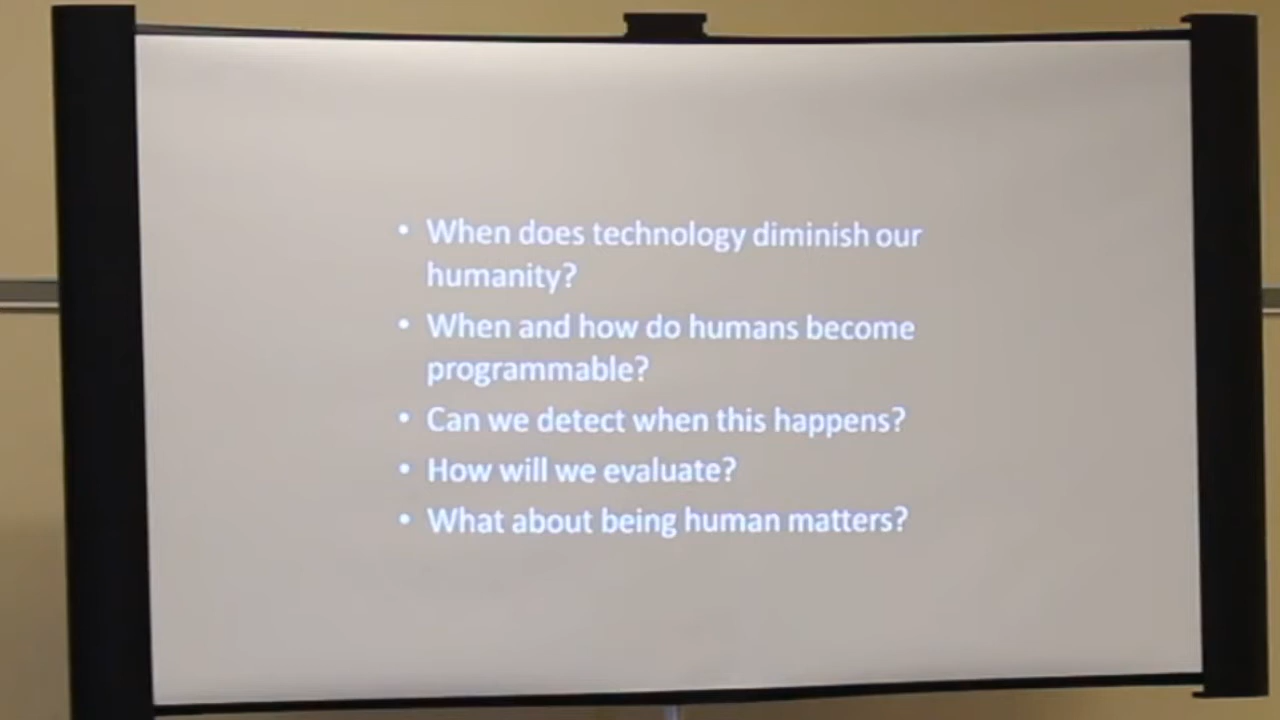 • When does technology diminish our
humanity?
• When and how do humans become
programmable?
• Can we detect when this happens?
• How will we evaluate?
• What about being human matters?